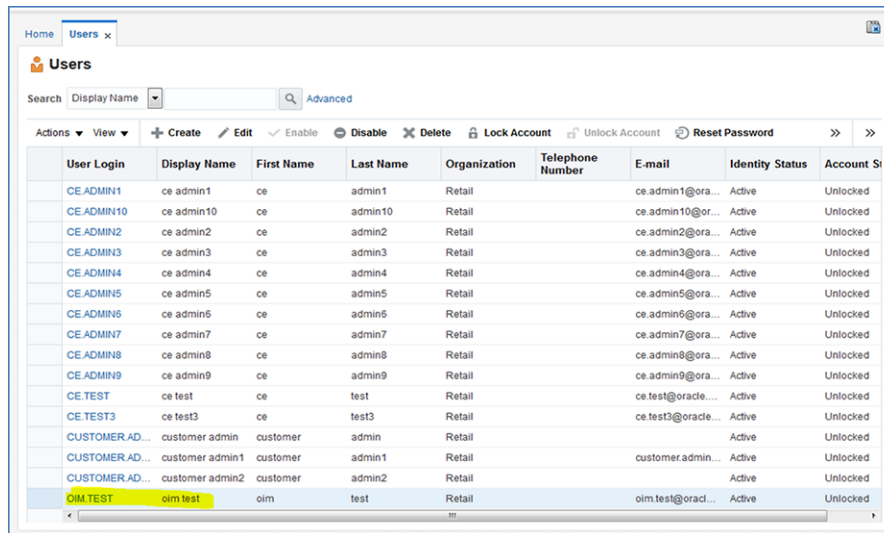 Home Users x
Users
Search Display Name Advanced
Actions View Create Edit Enable Disable Delete Lock Account Unlock Account Reset Password » »
User Login Display Name First Name Last Name Organization Telephone Number E-mail Identity Status Account St
CE.ADMIN1 ce admin1 ce admin1 Retail ce.admin1@ora... Active Unlocked
CE.ADMIN10 ce admin10 ce admin10 Retail ce.admin10@or... Active Unlocked
CE.ADMIN2 ce admin2 ce admin2 Retail ce.admin2@ora... Active Unlocked
CE.ADMIN3 ce admin3 ce admin3 Retail ce.admin3@ora... Active Unlocked
CE.ADMIN4 ce admin4 ce admin4 Retail ce.admin4@ora... Active Unlocked
CE.ADMIN5 ce admin5 ce admin5 Retail ce.admin5@ora... Active Unlocked
CE.ADMIN6 ce admin6 ce admin6 Retail ce.admin6@ora... Active Unlocked
CE.ADMIN7 ce admin7 ce admin7 Retail ce.admin7@ora... Active Unlocked
CE.ADMIN8 ce admin8 ce admin8 Retail ce.admin8@ora... Active Unlocked
CE.ADMIN9 ce admin9 ce admin9 Retail ce.admin9@ora... Active Unlocked
CE.TEST ce test ce test Retail ce.test@oracle.... Active Unlocked
CE.TEST3 ce test3 ce test3 Retail ce.test3@oracle... Active Unlocked
CUSTOMER.AD... customer admin customer admin Retail Active Unlocked
CUSTOMER.AD... customer admin1 customer admin1 Retail customer.admin... Active Unlocked
CUSTOMER.AD... customer admin2 customer admin2 Retail Active Unlocked
OIM.TEST oim test oim test Retail oim.test@oracl... Active Unlocked